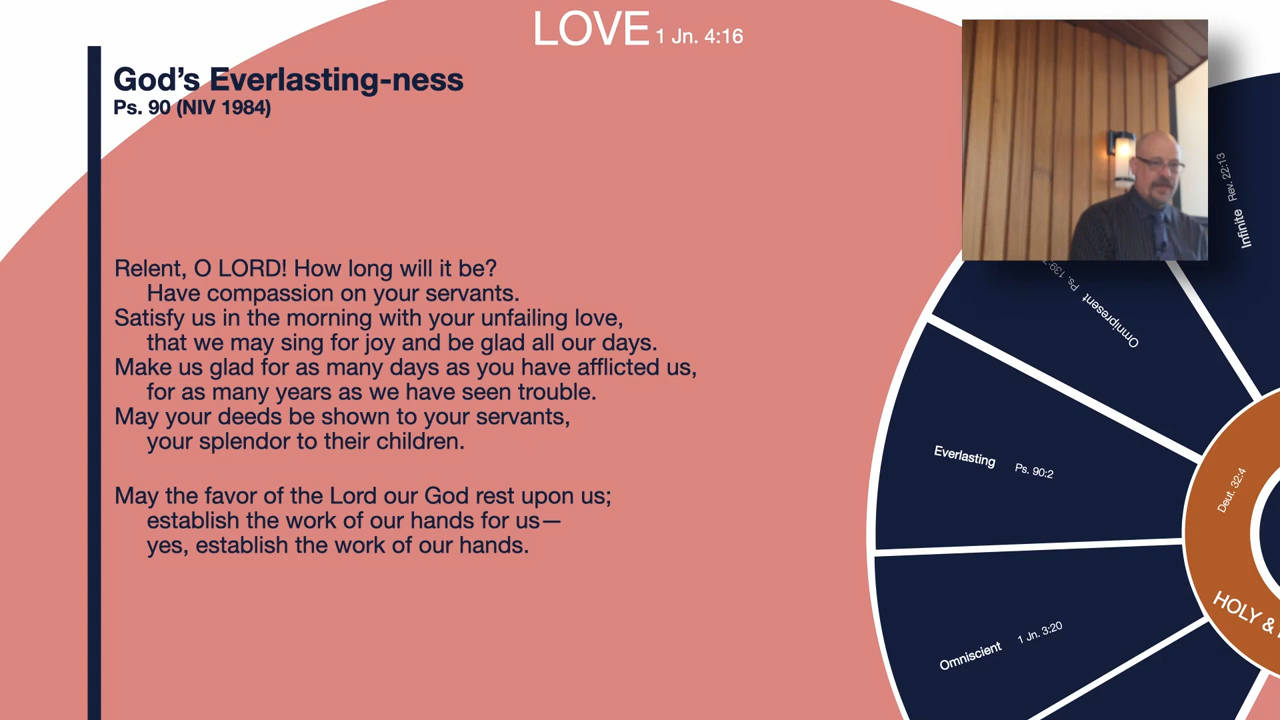 LOVE 1 Jn. 4:16
God’s Everlasting-ness
Ps. 90 (NIV 1984)
Relent, O LORD! How long will it be?
Have compassion on your servants.
Satisfy us in the morning with your unfailing love,
that we may sing for joy and be glad all our days.
Make us glad for as many days as you have afflicted us,
for as many years as we have seen trouble.
May your deeds be shown to your servants,
your splendor to their children.
May the favor of the Lord our God rest upon us;
establish the work of our hands for us—
yes, establish the work of our hands.
Infinite Rev. 22:13
Omnipresent Ps.
Everlasting Ps. 90:2
Omniscient 1 Jn. 3:20
Deut. 32:4
HOLY &